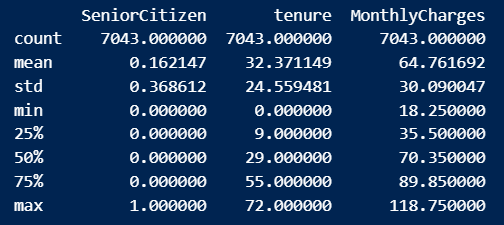 SeniorCitizen tenure MonthlyCharges
count 7043.000000 7043.000000 7043.000000
mean 0.162147 32.371149 64.761692
std 0.368612 24.559481 30.090047
min 0.000000 0.000000 18.250000
25% 0.000000 9.000000 35.500000
50% 0.000000 29.000000 70.350000
75% 0.000000 55.000000 89.850000
max 1.000000 72.000000 118.750000